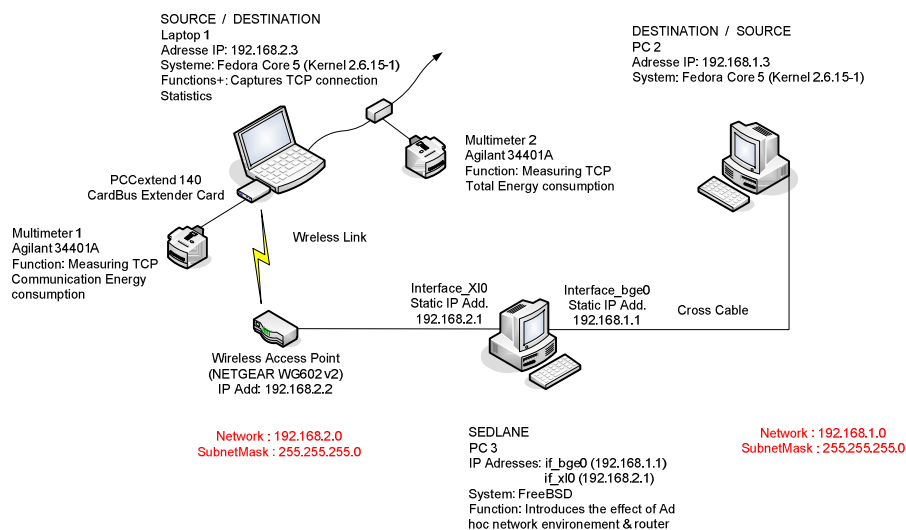 SOURCE / DESTINATION
Laptop 1
Adresse IP: 192.168.2.3
Systeme: Fedora Core 5 (Kernel 2.6.15-1)
Functions+: Captures TCP connection
Statistics
DESTINATION / SOURCE
PC 2
Adresse IP: 192.168.1.3
System: Fedora Core 5 (Kernel 2.6.15-1)
Multimeter 2
Agilant 34401A
Function: Measuring TCP
Total Energy consumption
PCCextend 140
CardBus Extender Card
Multimeter 1
Agilant 34401A
Function: Measuring TCP
Communication Energy
consumption
Wireless Link
Interface_Xl0
Static IP Add.
192.168.2.1
Interface_bge0
Static IP Add.
192.168.1.1
Cross Cable
Wireless Access Point
(NETGEAR WG602 v2)
IP Add: 192.168.2.2
Network : 192.168.2.0
SubnetMask : 255.255.255.0
SEDLANE
PC 3
IP Adresses: if_bge0 (192.168.1.1)
if_xl0 (192.168.2.1)
System: FreeBSD
Function: Introduces the effect of Ad
hoc network environement & router
Network : 192.168.1.0
SubnetMask : 255.255.255.0